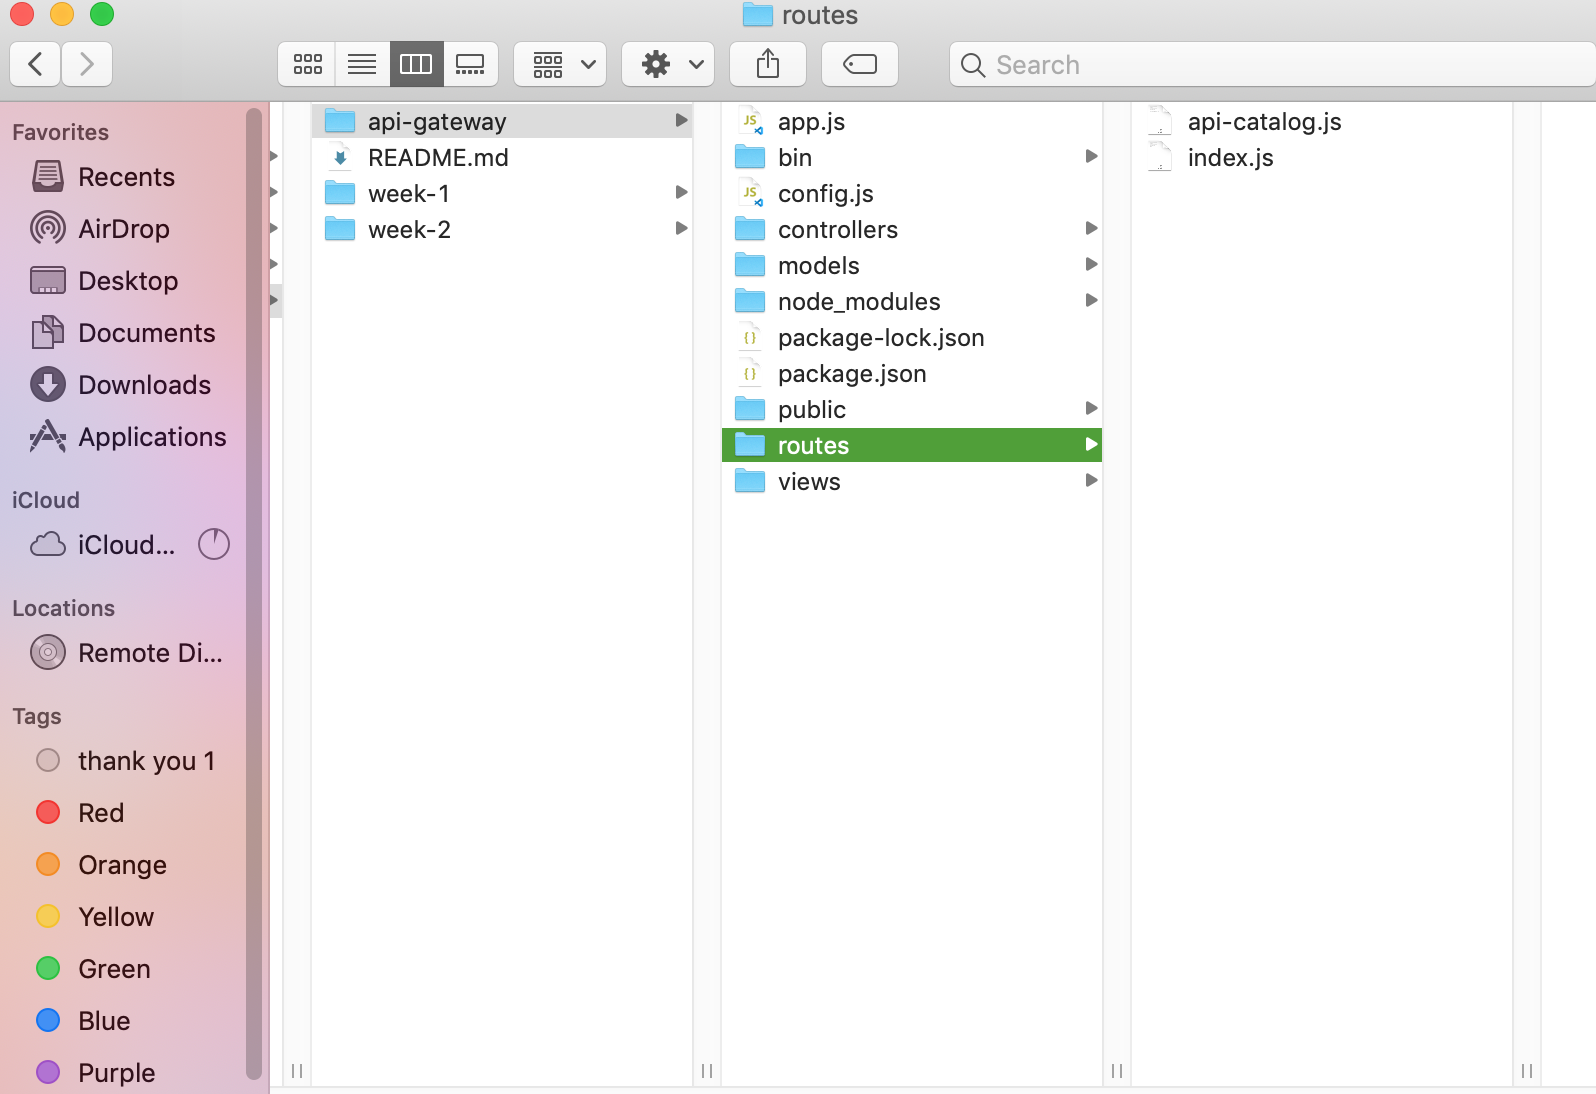 routes
Search
Favorites
Recents
AirDrop
Desktop
Documents
Downloads
Applications
iCloud
iCloud...
Locations
Remote Di...
Tags
thank you 1
Red
Orange
Yellow
Green
Blue
Purple
api-gateway
README.md
week-1
week-2
JS app.js
bin
JS config.js
controllers
models
node_modules
{ } package-lock.json
{ } package.json
public
routes
views
api-catalog.js
index.js